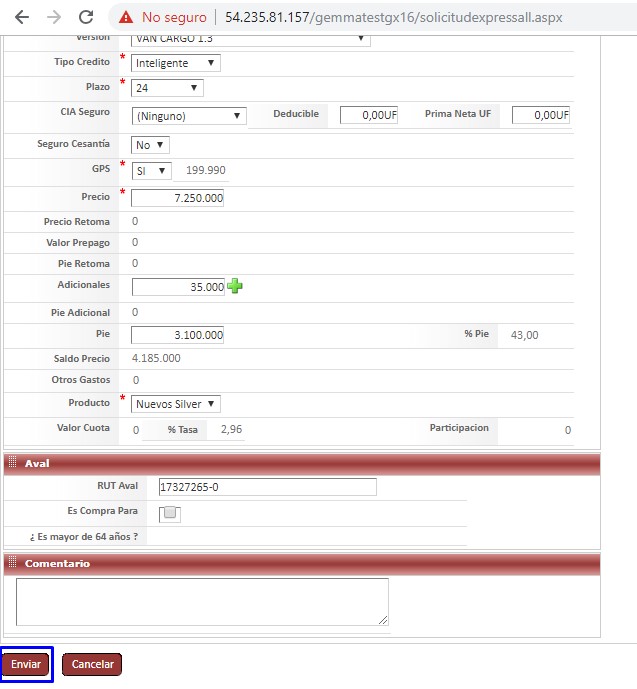 No seguro 54.235.81.157/gemmatestgx16/solicitudexpressall.aspx
Version VAN CARGO 1.3
Tipo Credito * Inteligente
Plazo * 24
CIA Seguro (Ninguno) Deducible 0,00UF Prima Neta UF 0,00UF
Seguro Cesantía No
GPS * SI 199.990
Precio * 7.250.000
Precio Retoma 0
Valor Prepago 0
Pie Retoma 0
Adicionales 35.000
Pie Adicional 0
Pie 3.100.000 % Pie 43,00
Saldo Precio 4.185.000
Otros Gastos 0
Producto * Nuevos Silver
Valor Cuota 0 % Tasa 2,96 Participacion 0
Aval
RUT Aval 17327265-0
Es Compra Para
¿ Es mayor de 64 años ?
Comentario
Enviar Cancelar